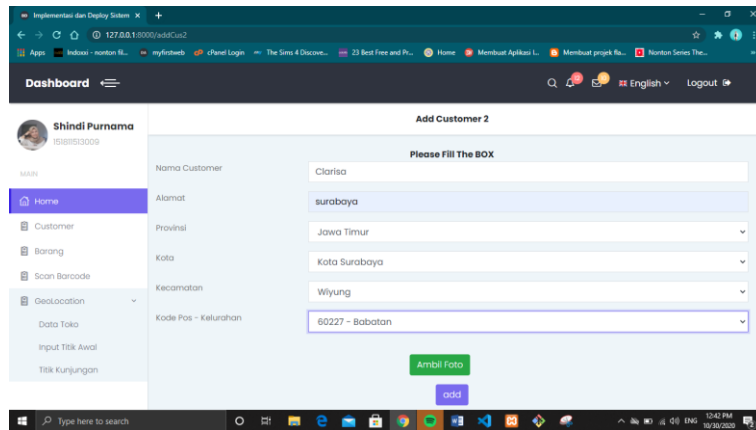 Implementasi dan Deploy Sistem
127.0.0.1:8000/addCus2
Apps Indoxxi - nonton fil... myfirstweb cPanel Login The Sims 4 Discove... 23 Best Free and Pr... Home Membuat Aplikasi L... Membuat projek fla... Nonton Series The...
Dashboard English Logout
Shindi Purnama
151811513009
MAIN
Home
Customer
Barang
Scan Barcode
GeoLocation
Data Toko
Input Titik Awal
Titik Kunjungan
Add Customer 2
Please Fill The BOX
Nama Customer Clarisa
Alamat surabaya
Provinsi Jawa Timur
Kota Kota Surabaya
Kecamatan Wiyung
Kode Pos - Kelurahan 60227 - Babatan
Ambil Foto
add
Type here to search
ENG 12:42 PM
10/30/2020